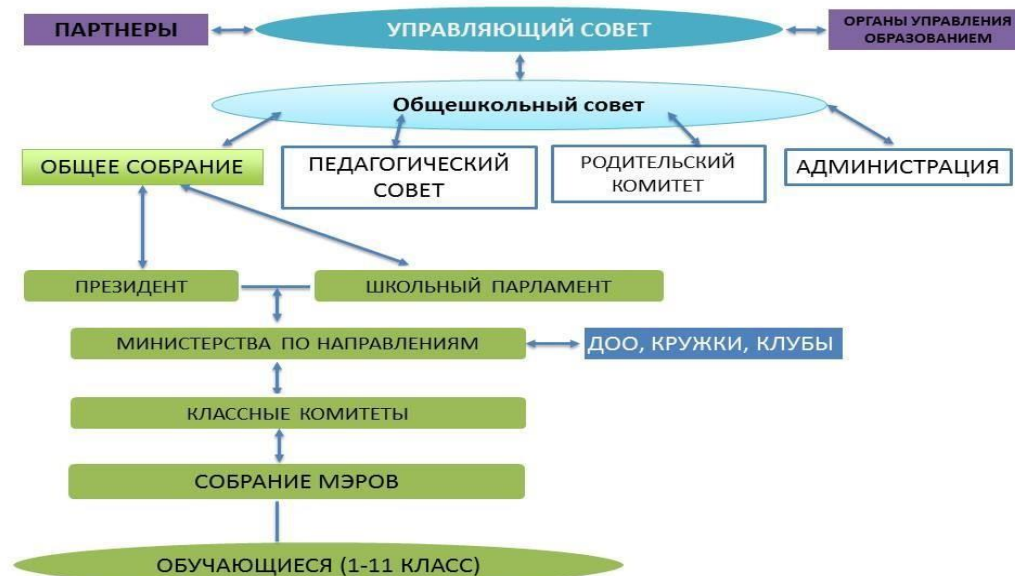 ПАРТНЕРЫ
УПРАВЛЯЮЩИЙ СОВЕТ
ОРГАНЫ УПРАВЛЕНИЯ
ОБРАЗОВАНИЕМ
Общешкольный совет
ОБЩЕЕ СОБРАНИЕ
ПЕДАГОГИЧЕСКИЙ
СОВЕТ
РОДИТЕЛЬСКИЙ
КОМИТЕТ
АДМИНИСТРАЦИЯ
ПРЕЗИДЕНТ
ШКОЛЬНЫЙ ПАРЛАМЕНТ
МИНИСТЕРСТВА ПО НАПРАВЛЕНИЯМ
ДОО, КРУЖКИ, КЛУБЫ
КЛАССНЫЕ КОМИТЕТЫ
СОБРАНИЕ МЭРОВ
ОБУЧАЮЩИЕСЯ (1-11 КЛАСС)